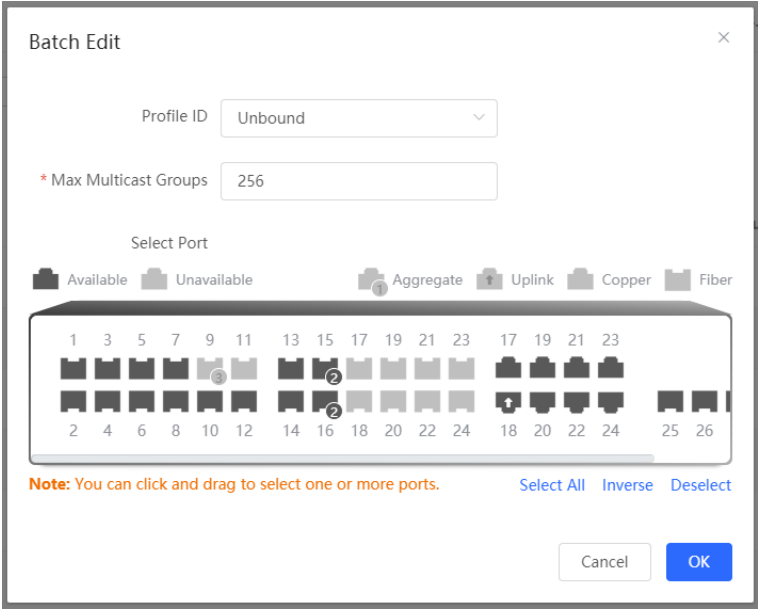 Batch Edit
Profile ID Unbound
* Max Multicast Groups 256
Select Port
Available Unavailable 1 Aggregate Uplink Copper Fiber
1 3 5 7 9 11 13 15 17 19 21 23 17 19 21 23
3 2
2
2 4 6 8 10 12 14 16 18 20 22 24 18 20 22 24 25 26
Note: You can click and drag to select one or more ports. Select All Inverse Deselect
Cancel OK